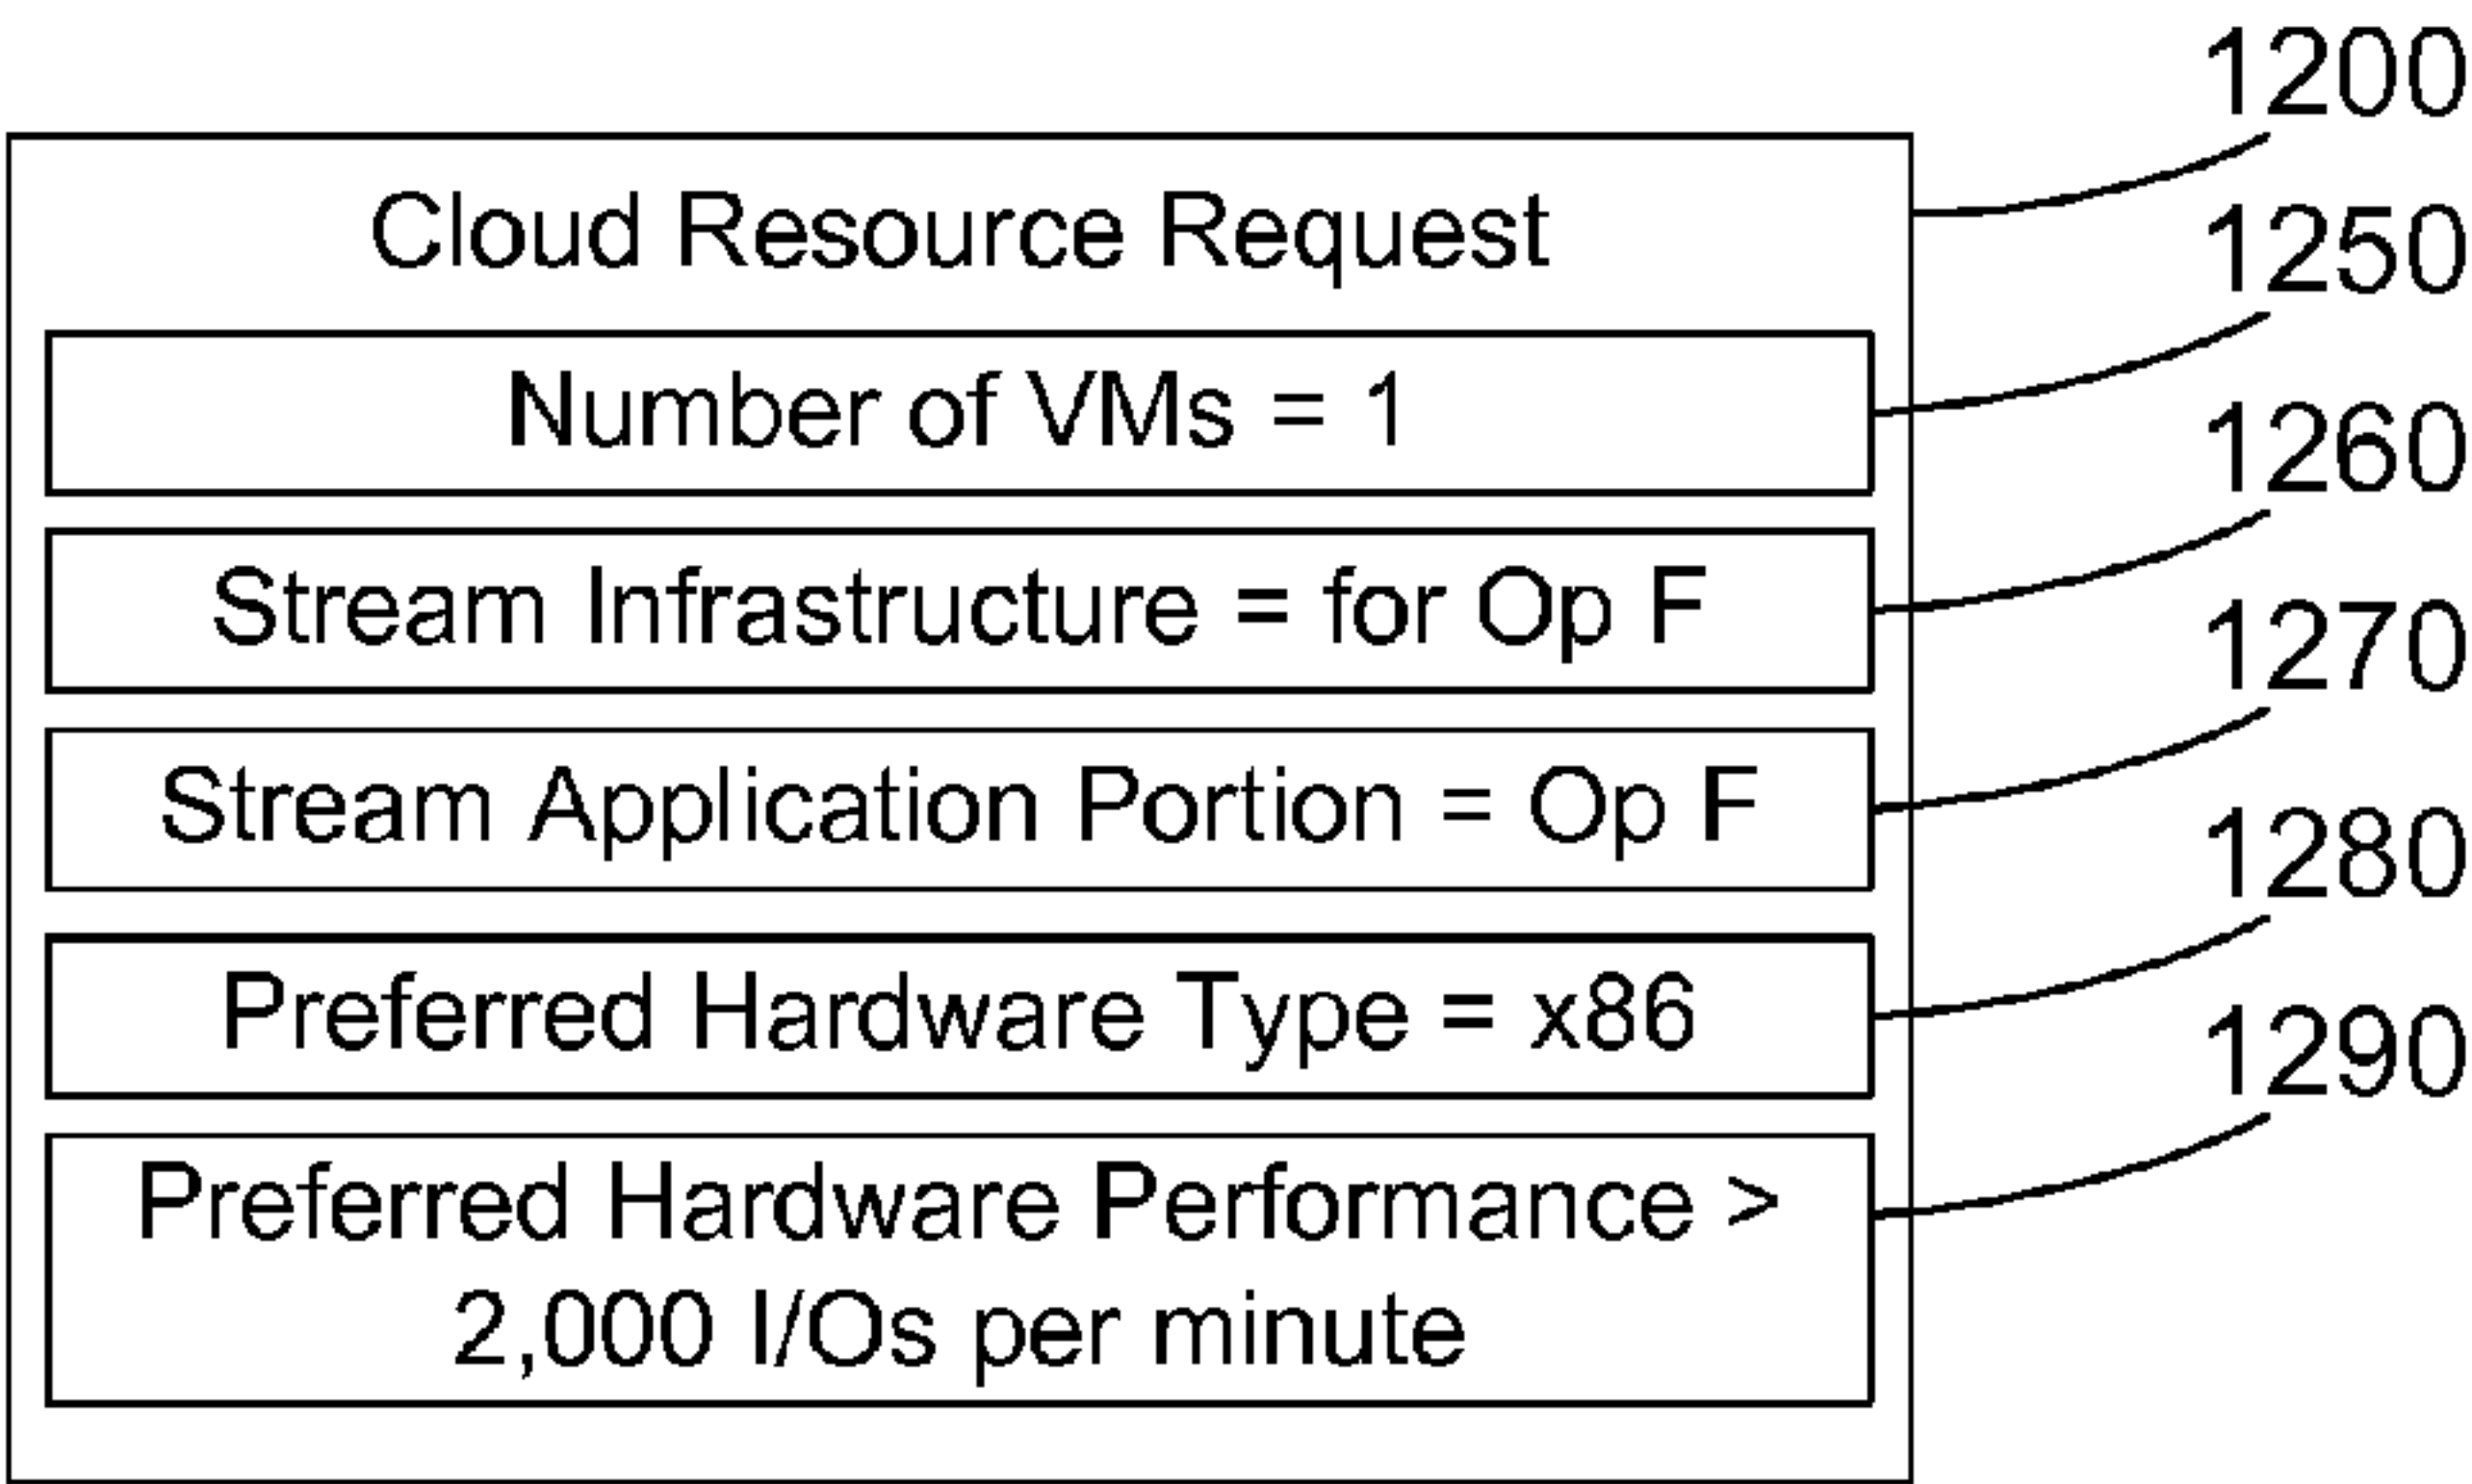 1200
Cloud Resource Request
1250
Number of VMs = 1
1260
Stream Infrastructure = for Op F
1270
Stream Application Portion = Op F
1280
Preferred Hardware Type = x86
1290
Preferred Hardware Performance >
2,000 I/Os per minute